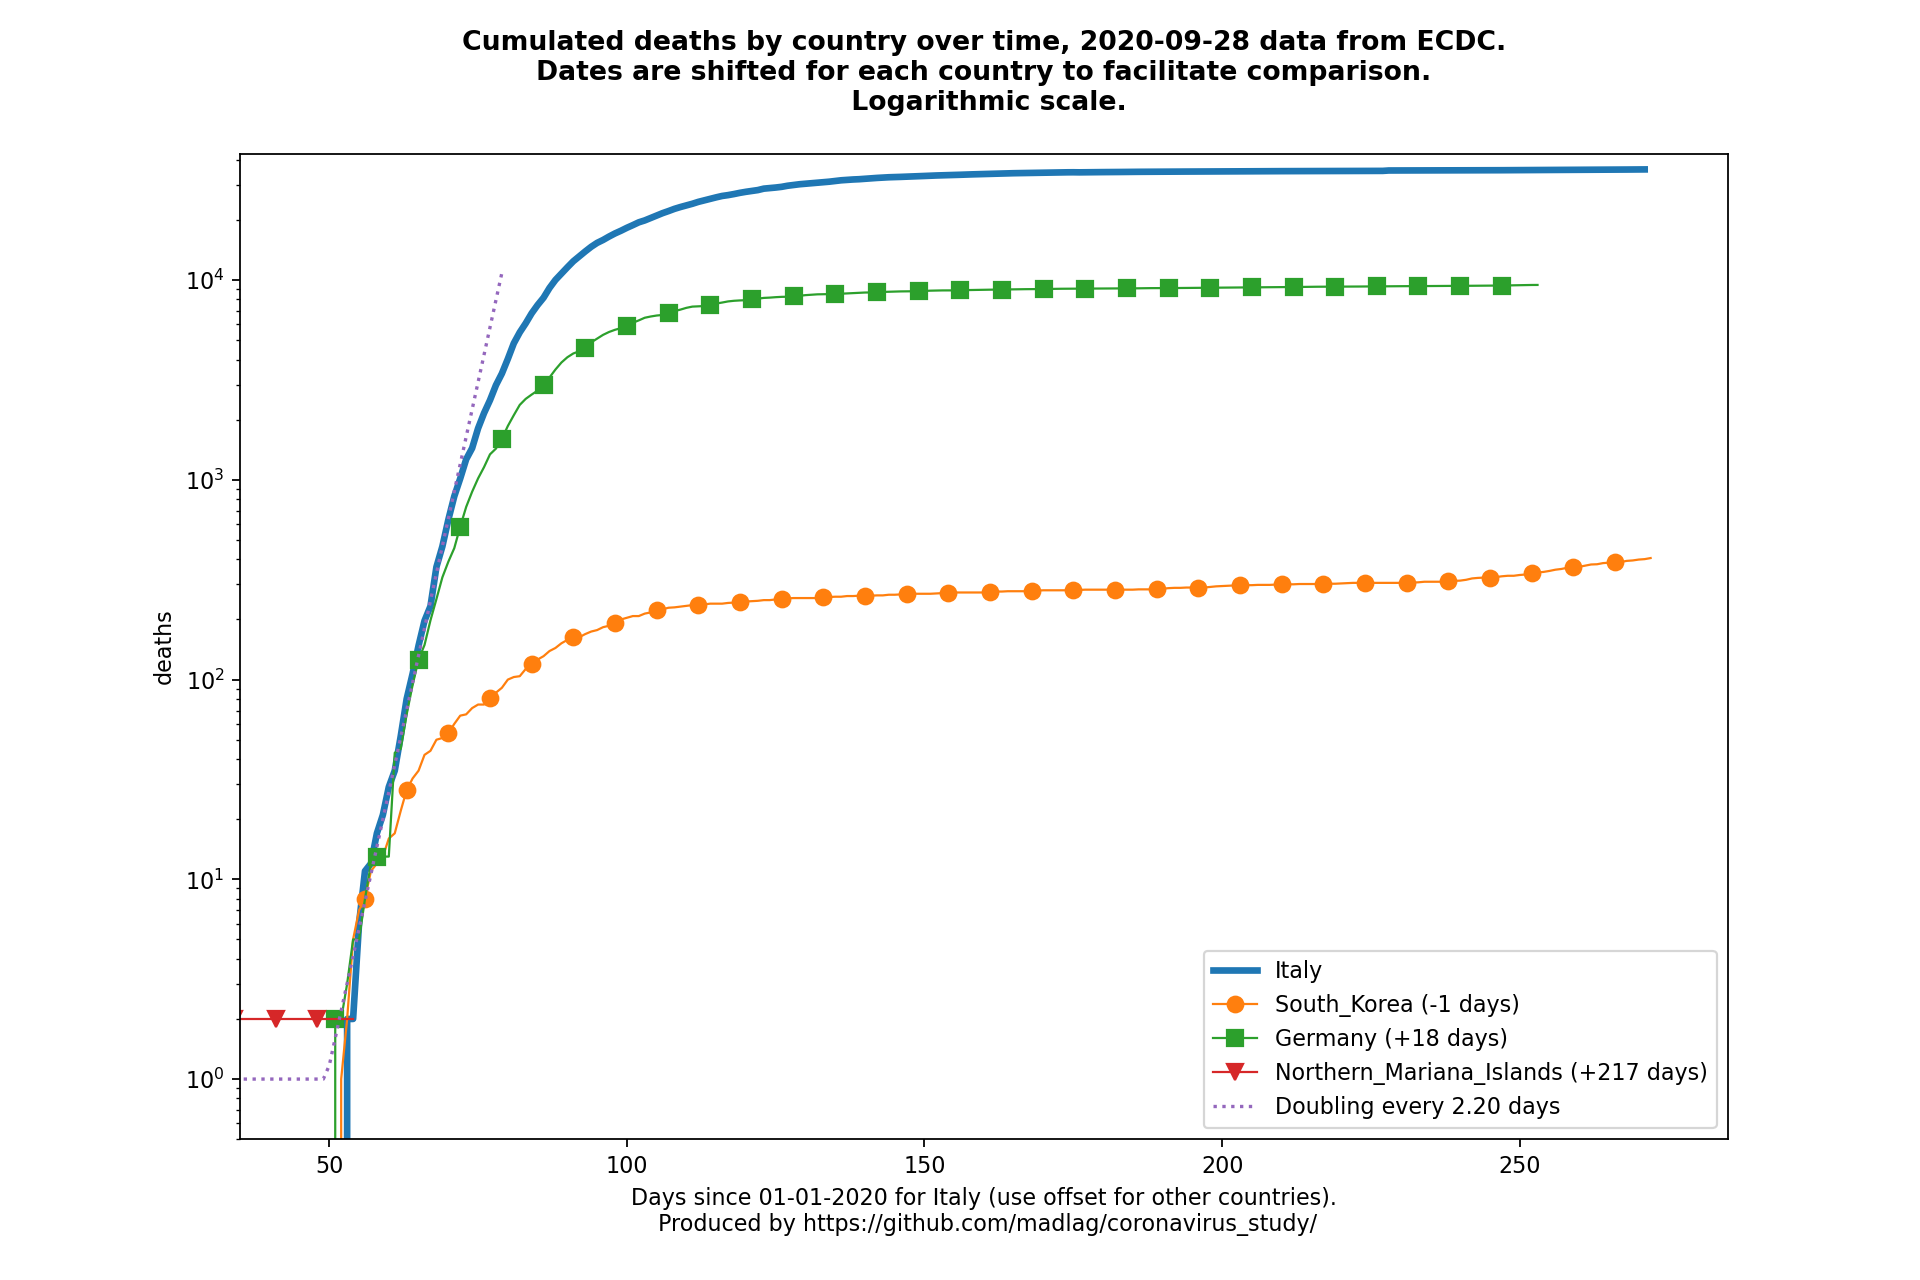 Cumulated deaths by country over time, 2020-09-28 data from ECDC.
Dates are shifted for each country to facilitate comparison.
Logarithmic scale.
deaths
10^4
10^3
10^2
10^1
10^0
50 100 150 200 250
Italy
South_Korea (-1 days)
Germany (+18 days)
Northern_Mariana_Islands (+217 days)
Doubling every 2.20 days
Days since 01-01-2020 for Italy (use offset for other countries).
Produced by https://github.com/madlag/coronavirus_study/